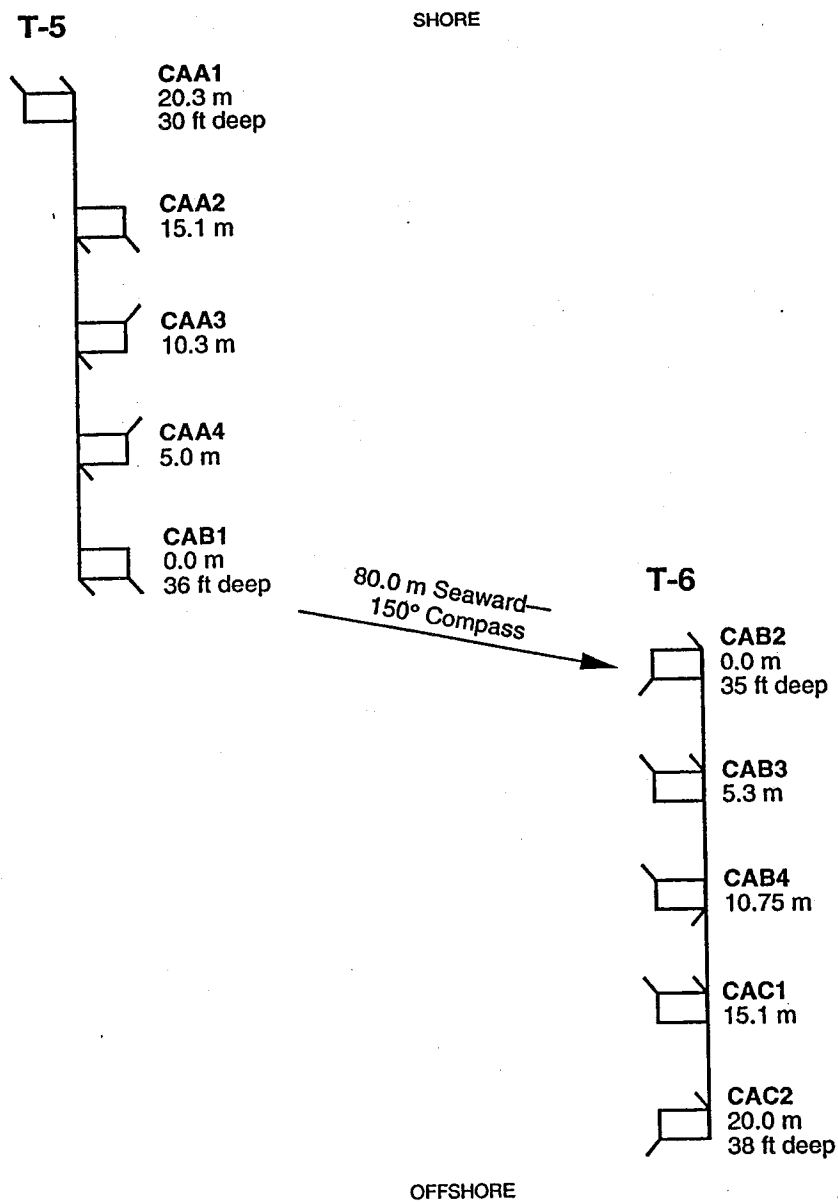 SHORE
T-5
CAA1
20.3 m
30 ft deep
CAA2
15.1 m
CAA3
10.3 m
CAA4
5.0 m
CAB1
0.0 m
36 ft deep
80.0 m Seaward—
150° Compass
T-6
CAB2
0.0 m
35 ft deep
CAB3
5.3 m
CAB4
10.75 m
CAC1
15.1 m
CAC2
20.0 m
38 ft deep
OFFSHORE